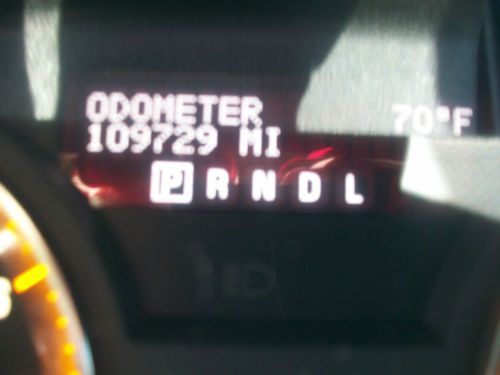 ODOMETER 70°F
109729 MI
P R N D L